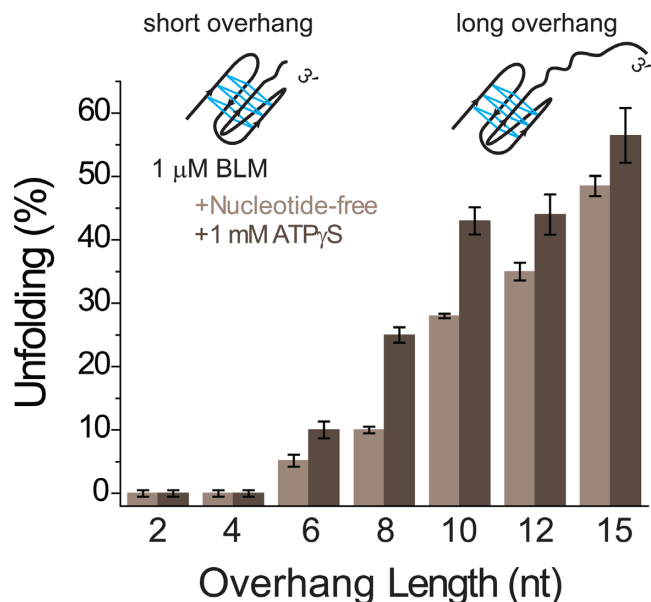 short overhang
long overhang
3'
3'
1 μM BLM
+Nucleotide-free
+1 mM ATPγS
Unfolding (%)
60
50
40
30
20
10
0
2 4 6 8 10 12 15
Overhang Length (nt)